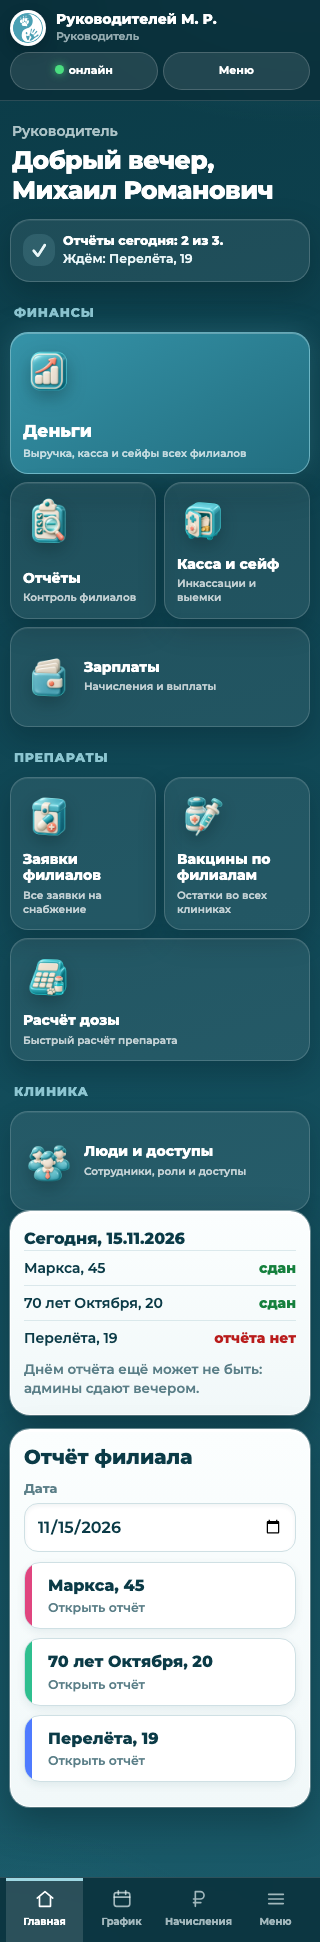 Руководителей М. Р.
Руководитель
онлайн
Меню
Руководитель
Добрый вечер,
Михаил Романович
Отчёты сегодня: 2 из 3.
Ждём: Перелёта, 19
ФИНАНСЫ
Деньги
Выручка, касса и сейфы всех филиалов
Отчёты
Контроль филиалов
Касса и сейф
Инкассации и
выемки
Зарплаты
Начисления и выплаты
ПРЕПАРАТЫ
Заявки
филиалов
Все заявки на
снабжение
Вакцины по
филиалам
Остатки во всех
клиниках
Расчёт дозы
Быстрый расчёт препарата
КЛИНИКА
Люди и доступы
Сотрудники, роли и доступы
Сегодня, 15.11.2026
Маркса, 45 сдан
70 лет Октября, 20 сдан
Перелёта, 19 отчёта нет
Днём отчёта ещё может не быть:
админы сдают вечером.
Отчёт филиала
Дата
11/15/2026
Маркса, 45
Открыть отчёт
70 лет Октября, 20
Открыть отчёт
Перелёта, 19
Открыть отчёт
Главная
График
Начисления
Меню